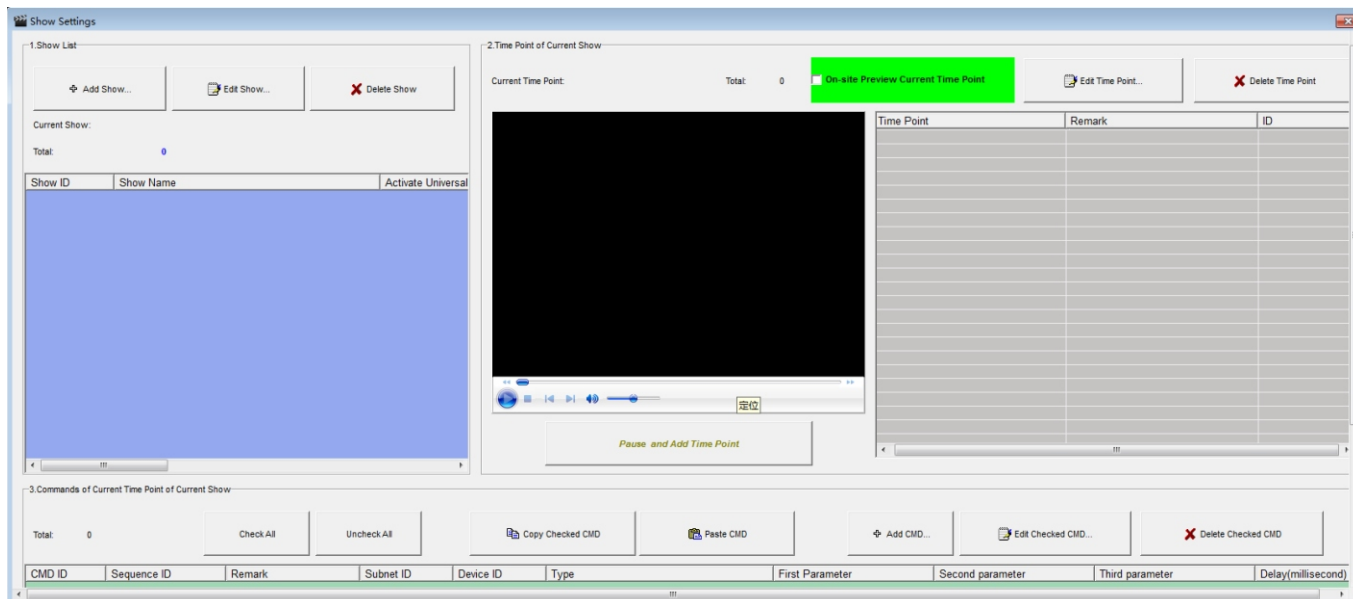 Show Settings
1.Show List
Add Show...
Edit Show...
Delete Show
Current Show:
Total: 0
Show ID Show Name Activate Universal
2.Time Point of Current Show
Current Time Point: Total: 0
On-site Preview Current Time Point
Edit Time Point...
Delete Time Point
Time Point Remark ID
定位
Pause and Add Time Point
3.Commands of Current Time Point of Current Show
Total: 0
Check All
Uncheck All
Copy Checked CMD
Paste CMD
Add CMD...
Edit Checked CMD...
Delete Checked CMD
CMD ID Sequence ID Remark Subnet ID Device ID Type First Parameter Second parameter Third parameter Delay(millisecond)